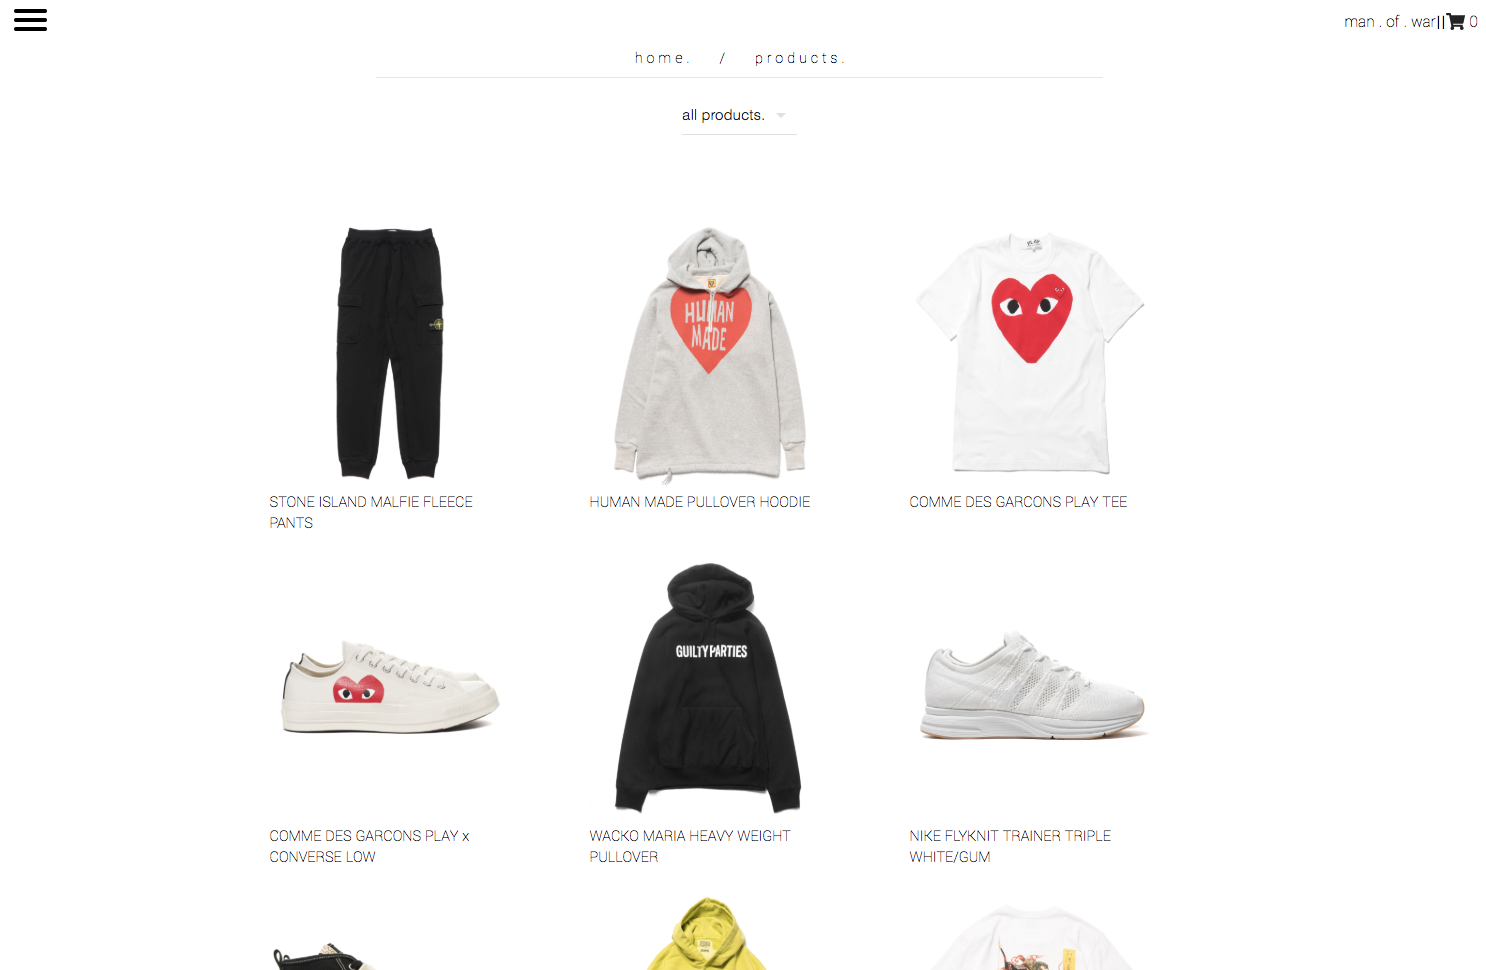 man . of . war||0
home. / products.
all products.
HUMAN
MADE
PLAY
STONE ISLAND MALFIE FLEECE
PANTS
HUMAN MADE PULLOVER HOODIE
COMME DES GARCONS PLAY TEE
GUILTY PARTIES
COMME DES GARCONS PLAY x
CONVERSE LOW
WACKO MARIA HEAVY WEIGHT
PULLOVER
NIKE FLYKNIT TRAINER TRIPLE
WHITE/GUM